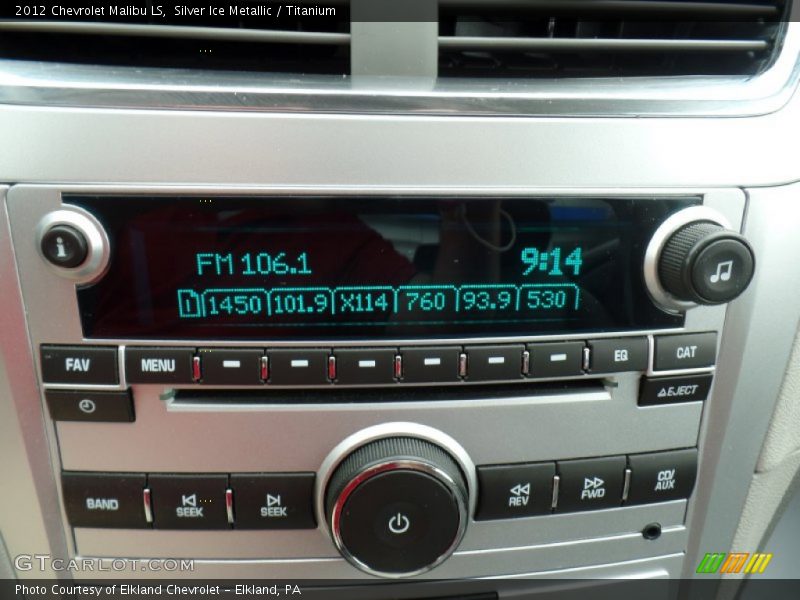 2012 Chevrolet Malibu LS, Silver Ice Metallic / Titanium
FM 106.1 9:14
1 1450 101.9 X114 760 93.9 530
FAV MENU EQ CAT
EJECT
BAND SEEK SEEK REV FWD CD/AUX
GTCarLot.com
Photo Courtesy of Elkland Chevrolet - Elkland, PA